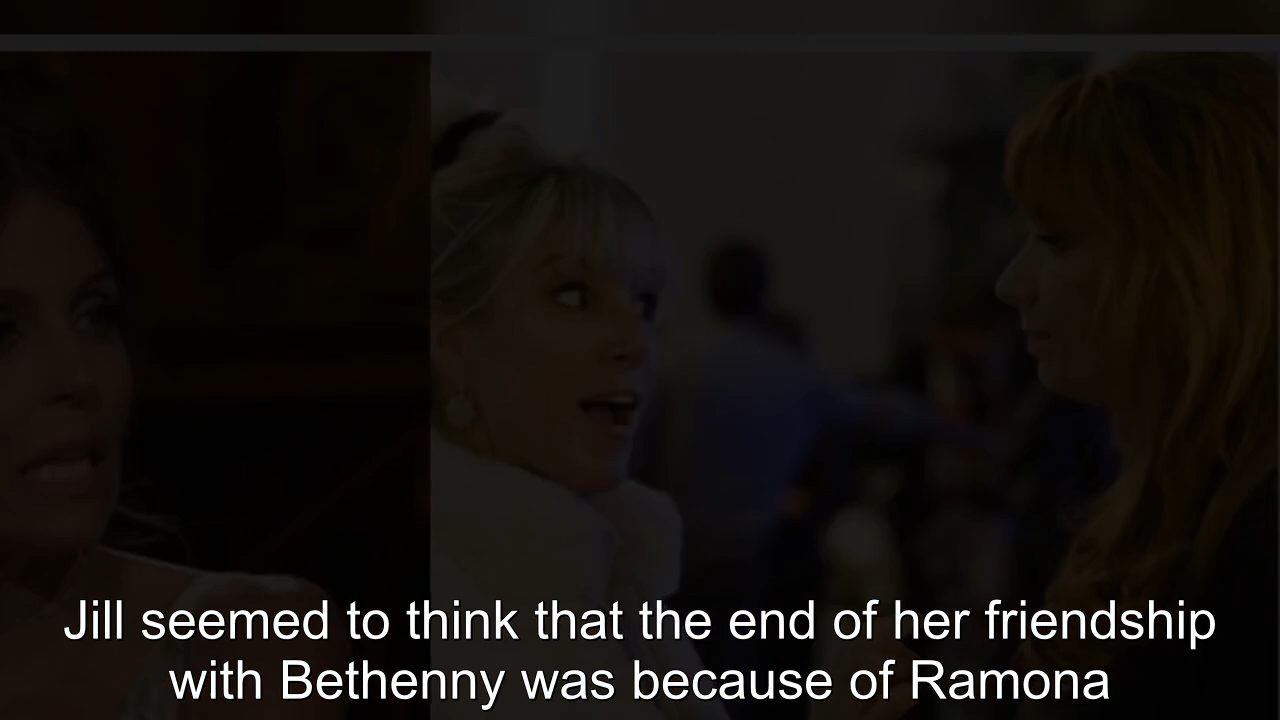 Jill seemed to think that the end of her friendship
with Bethenny was because of Ramona